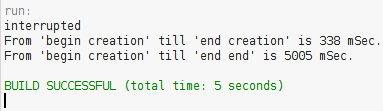 run:
interrupted
From 'begin creation' till 'end creation' is 338 mSec.
From 'begin creation' till 'end end' is 5005 mSec.
BUILD SUCCESSFUL (total time: 5 seconds)